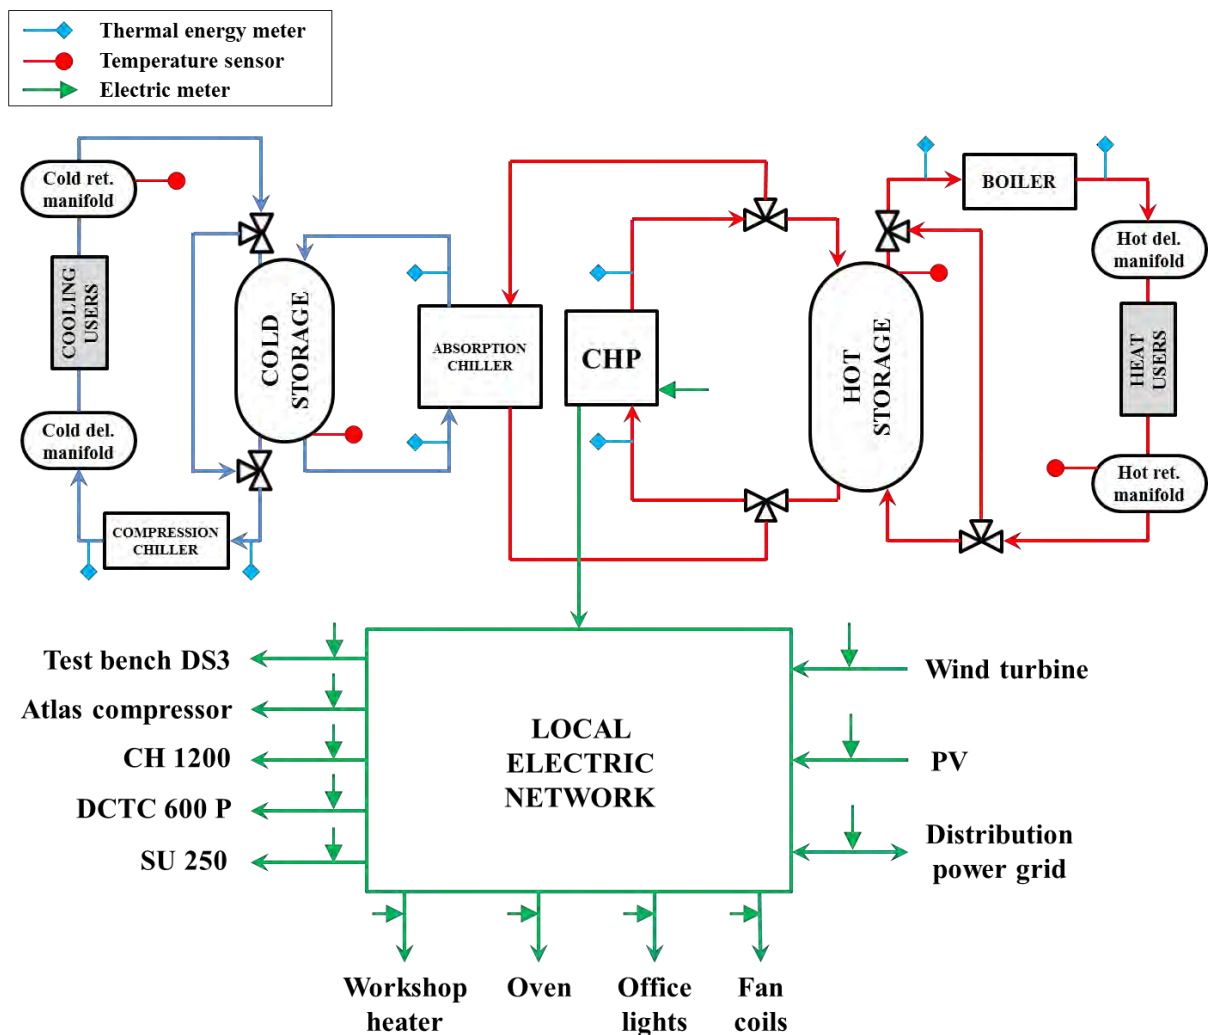 Thermal energy meter
Temperature sensor
Electric meter
Cold ret.
manifold
COOLING
USERS
Cold del.
manifold
COMPRESSION
CHILLER
COLD
STORAGE
ABSORPTION
CHILLER
CHP
HOT
STORAGE
BOILER
Hot del.
manifold
HEAT
USERS
Hot ret.
manifold
LOCAL
ELECTRIC
NETWORK
Test bench DS3
Atlas compressor
CH 1200
DCTC 600 P
SU 250
Wind turbine
PV
Distribution
power grid
Workshop
heater
Oven
Office
lights
Fan
coils